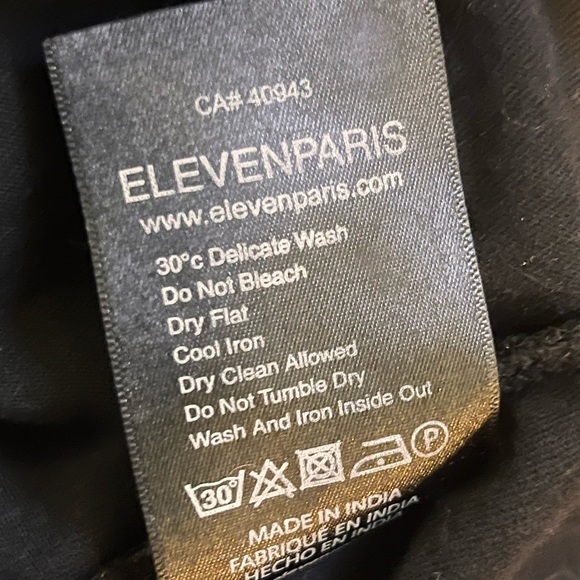 CA# 40943
ELEVENPARIS
www.elevenparis.com
30°c Delicate Wash
Do Not Bleach
Dry Flat
Cool Iron
Dry Clean Allowed
Do Not Tumble Dry
Wash And Iron Inside Out
30° P
MADE IN INDIA
FABRIQUE EN INDIA
HECHO EN INDIA